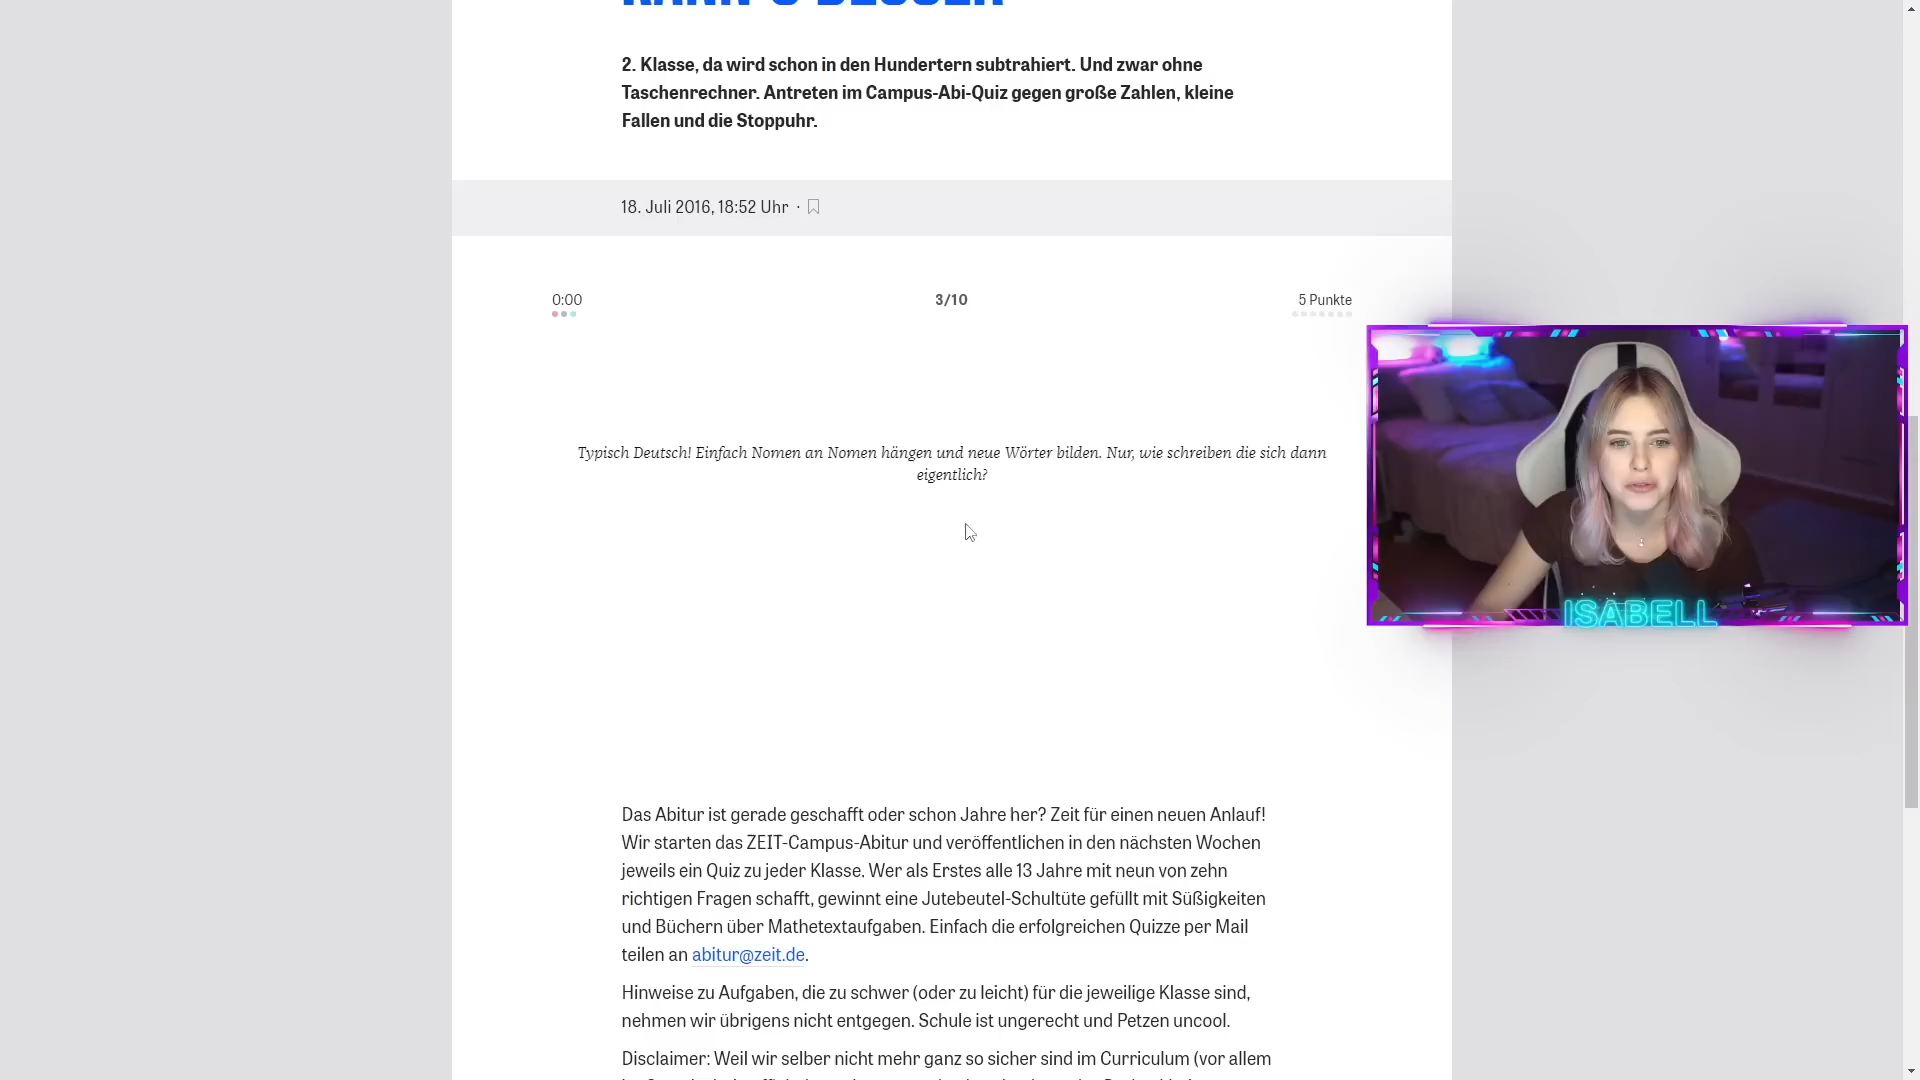 2. Klasse, da wird schon in den Hundertern subtrahiert. Und zwar ohne
Taschenrechner. Antreten im Campus-Abi-Quiz gegen große Zahlen, kleine
Fallen und die Stoppuhr.
18. Juli 2016, 18:52 Uhr ·
0:00
3/10
5 Punkte
Typisch Deutsch! Einfach Nomen an Nomen hängen und neue Wörter bilden. Nur, wie schreiben die sich dann
eigentlich?
ISABELL
Das Abitur ist gerade geschafft oder schon Jahre her? Zeit für einen neuen Anlauf!
Wir starten das ZEIT-Campus-Abitur und veröffentlichen in den nächsten Wochen
jeweils ein Quiz zu jeder Klasse. Wer als Erstes alle 13 Jahre mit neun von zehn
richtigen Fragen schafft, gewinnt eine Jutebeutel-Schultüte gefüllt mit Süßigkeiten
und Büchern über Mathetextaufgaben. Einfach die erfolgreichen Quizze per Mail
teilen an abitur@zeit.de.
Hinweise zu Aufgaben, die zu schwer (oder zu leicht) für die jeweilige Klasse sind,
nehmen wir übrigens nicht entgegen. Schule ist ungerecht und Petzen uncool.
Disclaimer: Weil wir selber nicht mehr ganz so sicher sind im Curriculum (vor allem